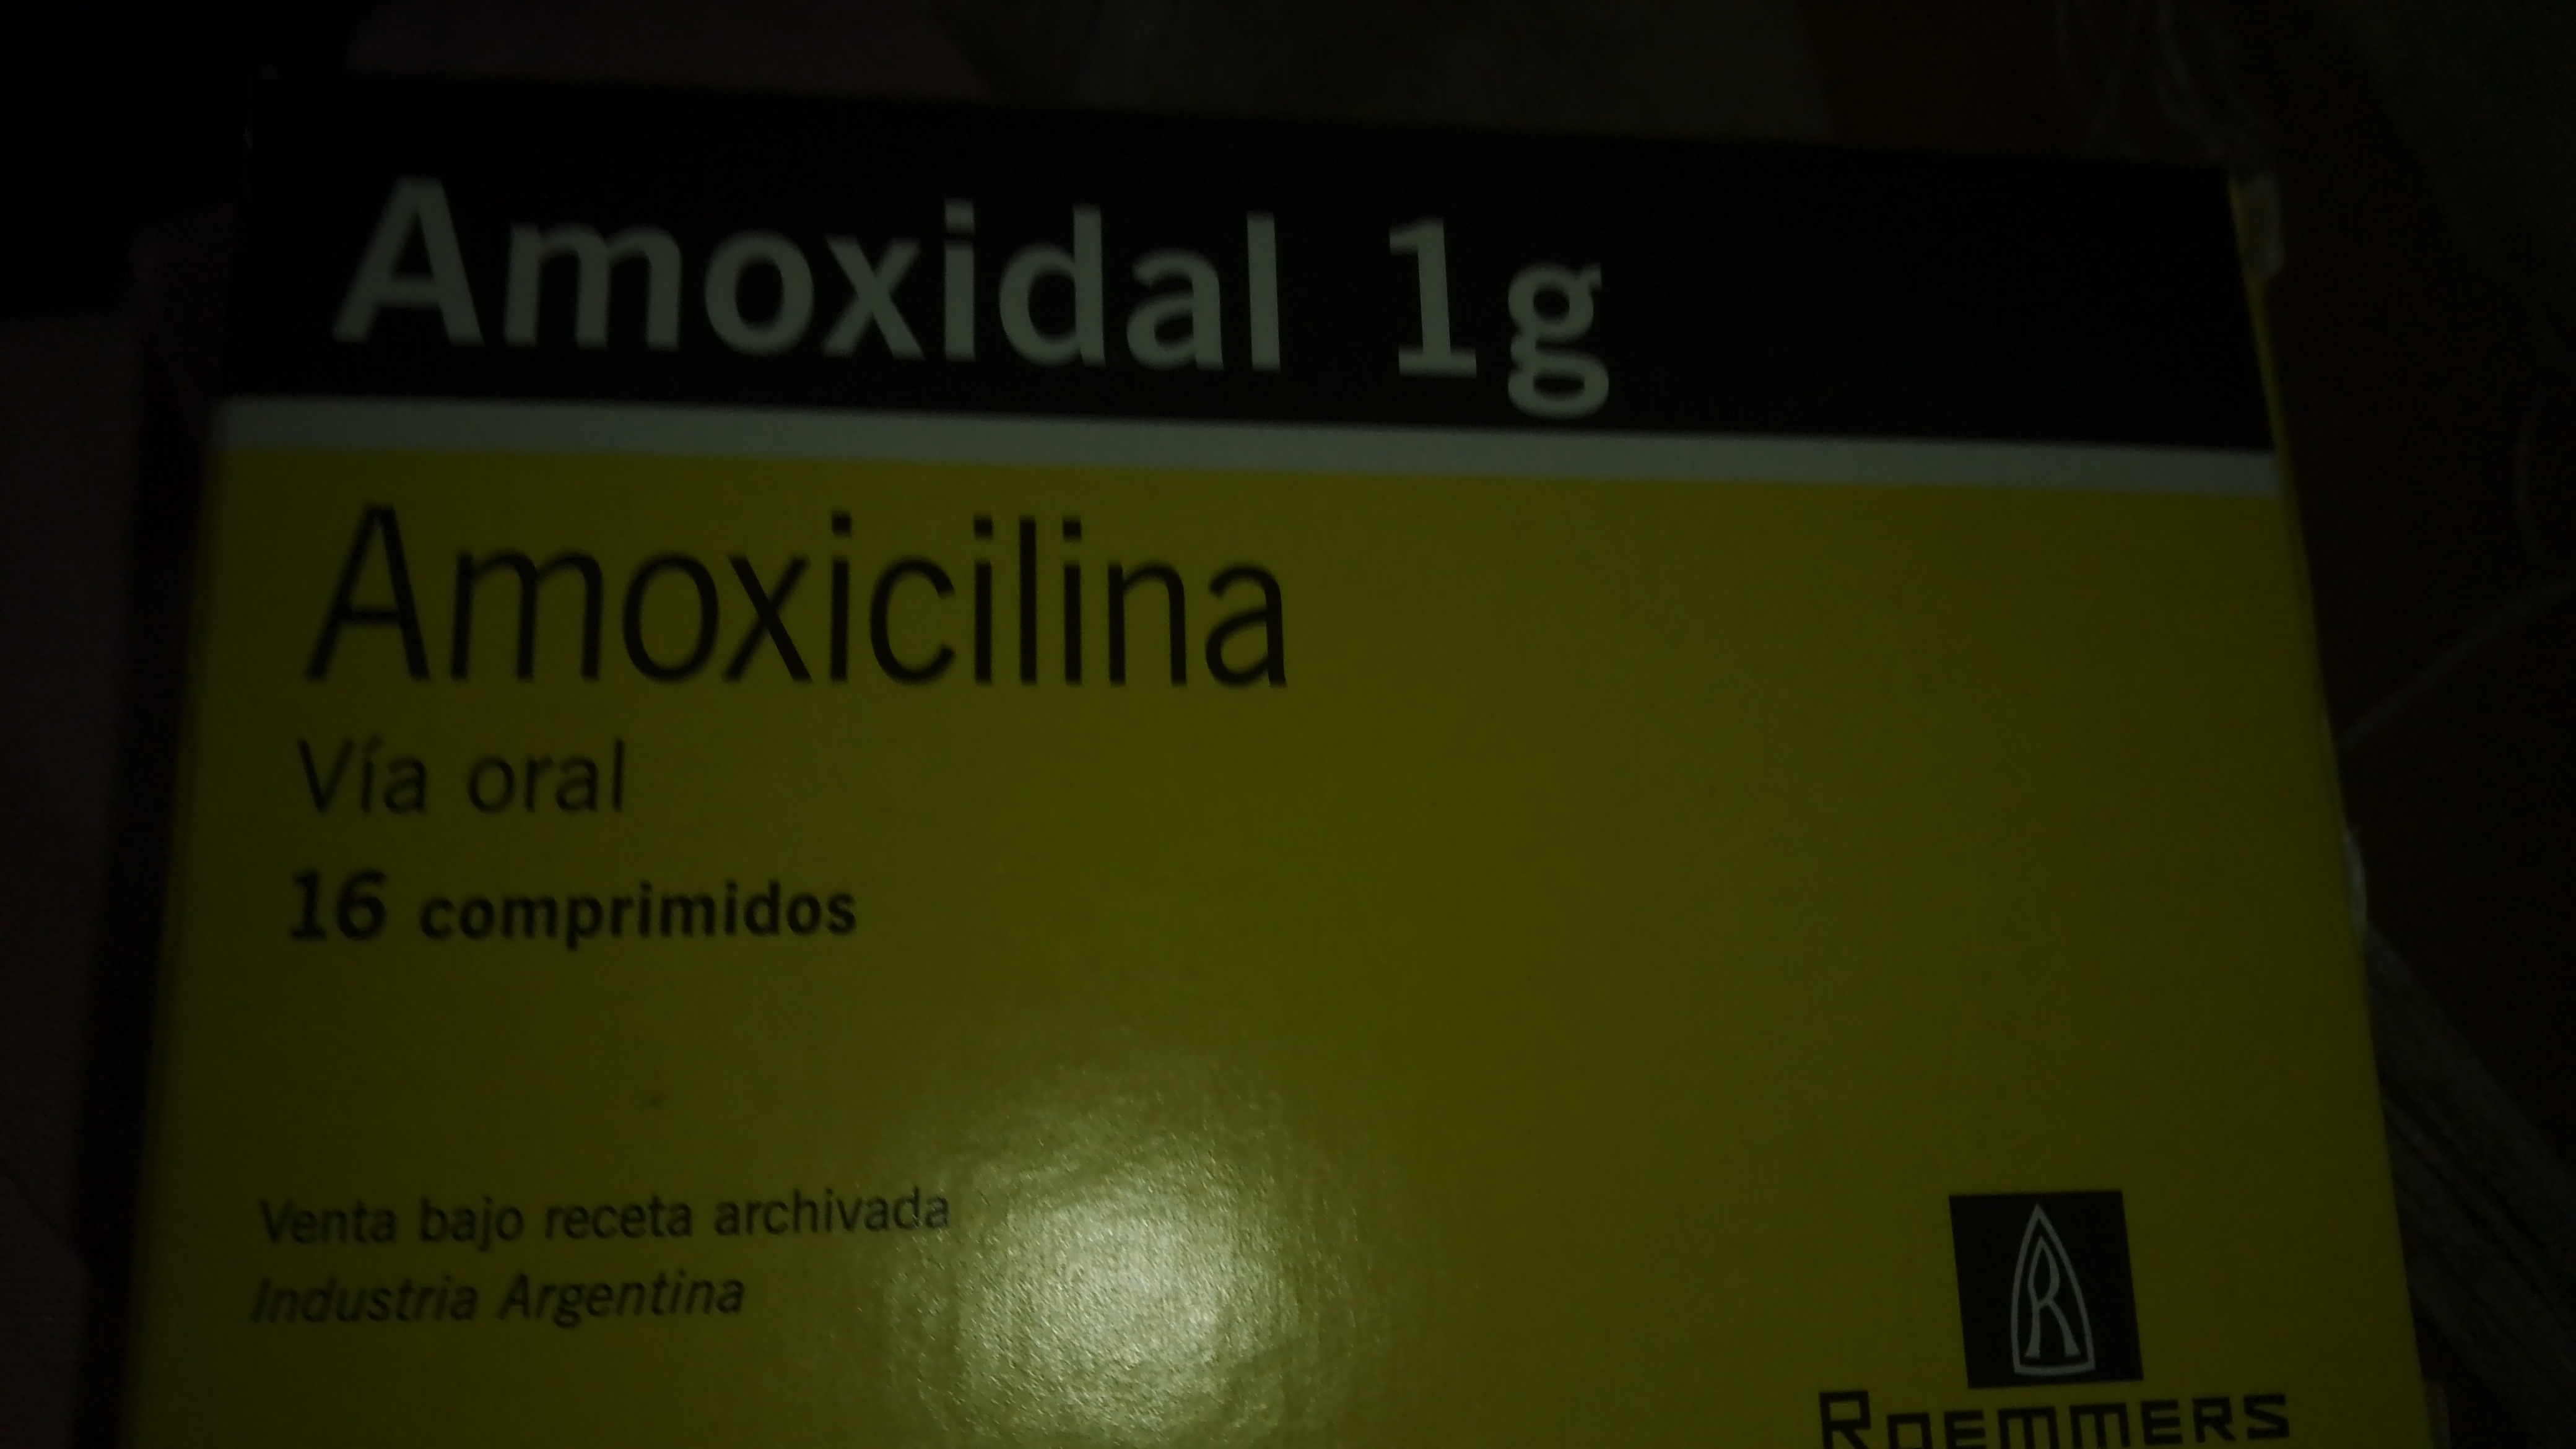 Amoxidal 1g
Amoxicilina
Vía oral
16 comprimidos
Venta bajo receta archivada
Industria Argentina
R
ROEMMERS